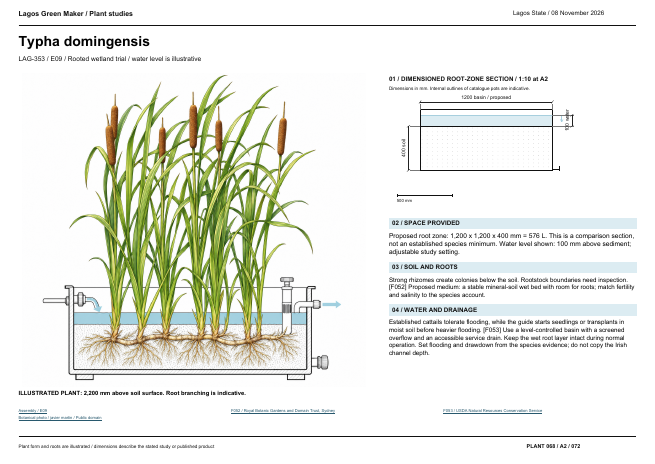 Lagos Green Maker / Plant studies
Lagos State / 08 November 2026
Typha domingensis
LAG-353 / E09 / Rooted wetland trial / water level is illustrative
01 / DIMENSIONED ROOT-ZONE SECTION / 1:10 at A2
Dimensions in mm. Internal outlines of catalogue pots are indicative.
1200 basin / proposed
100 water
400 soil
500 mm
02 / SPACE PROVIDED
Proposed root zone: 1,200 x 1,200 x 400 mm = 576 L. This is a comparison section,
not an established species minimum. Water level shown: 100 mm above sediment;
adjustable study setting.
03 / SOIL AND ROOTS
Strong rhizomes create colonies below the soil. Rootstock boundaries need inspection.
[F052] Proposed medium: a stable mineral-soil wet bed with room for roots; match fertility
and salinity to the species account.
04 / WATER AND DRAINAGE
Established cattails tolerate flooding, while the guide starts seedlings or transplants in
moist soil before heavier flooding. [F053] Use a level-controlled basin with a screened
overflow and an accessible service drain. Keep the wet root layer intact during normal
operation. Set flooding and drawdown from the species evidence; do not copy the Irish
channel depth.
ILLUSTRATED PLANT: 2,200 mm above soil surface. Root branching is indicative.
Assembly / E09
Botanical photo / peter mortis / Public domain
F052 / Royal Botanic Gardens and Domain Trust, Sydney
F053 / USDA Natural Resources Conservation Service
Plant form and roots are illustrated / dimensions describe the stated study or published product
PLANT 068 / A2 / 072